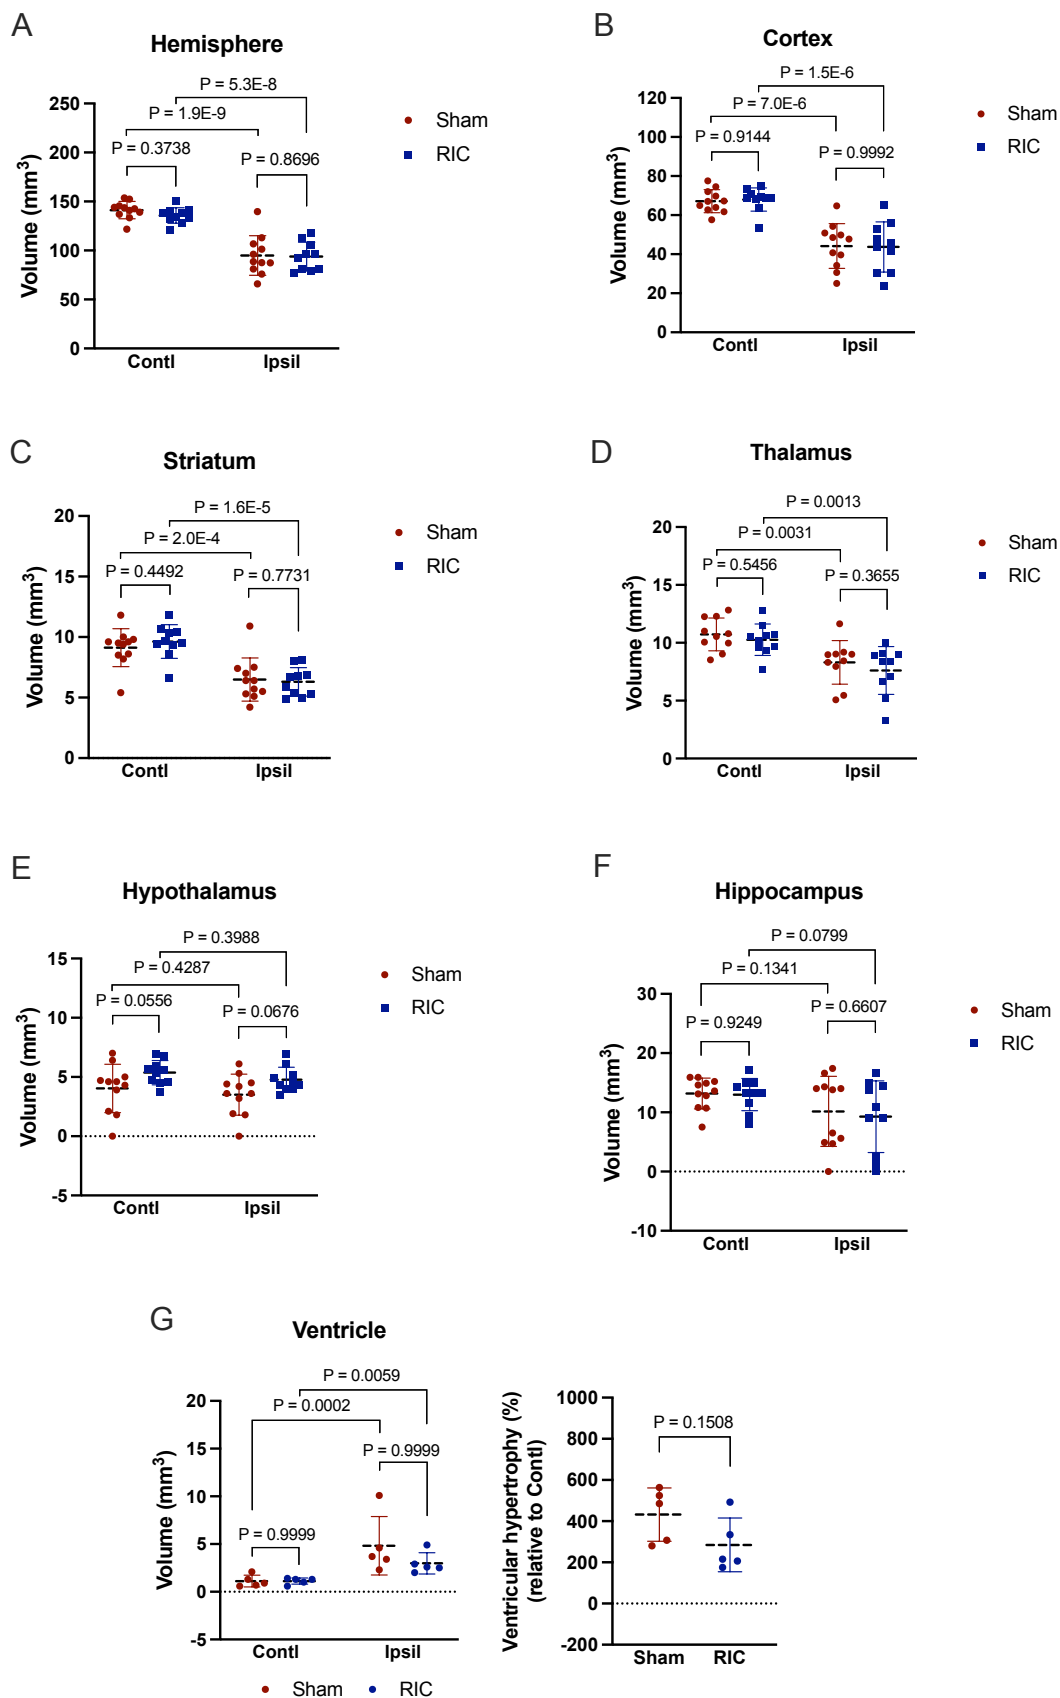 A
Hemisphere
P = 5.3E-8
P = 1.9E-9
P = 0.3738
P = 0.8696
250
200
150
100
50
0
Volume (mm³)
Contl
Ipsil
Sham
RIC
B
Cortex
P = 1.5E-6
P = 7.0E-6
P = 0.9144
P = 0.9992
120
100
80
60
40
20
0
Volume (mm³)
Contl
Ipsil
Sham
RIC
C
Striatum
P = 1.6E-5
P = 2.0E-4
P = 0.4492
P = 0.7731
20
15
10
5
0
Volume (mm³)
Contl
Ipsil
Sham
RIC
D
Thalamus
P = 0.0013
P = 0.0031
P = 0.5456
P = 0.3655
20
15
10
5
0
Volume (mm³)
Contl
Ipsil
Sham
RIC
E
Hypothalamus
P = 0.3988
P = 0.4287
P = 0.0556
P = 0.0676
15
10
5
0
-5
Volume (mm³)
Contl
Ipsil
Sham
RIC
F
Hippocampus
P = 0.0799
P = 0.1341
P = 0.9249
P = 0.6607
30
20
10
0
-10
Volume (mm³)
Contl
Ipsil
Sham
RIC
G
Ventricle
P = 0.0059
P = 0.0002
P = 0.9999
P = 0.9999
20
15
10
5
0
-5
Volume (mm³)
Contl
Ipsil
Sham
RIC
P = 0.1508
1000
800
600
400
200
0
-200
Ventricular hypertrophy (%)
(relative to Contl)
Sham
RIC